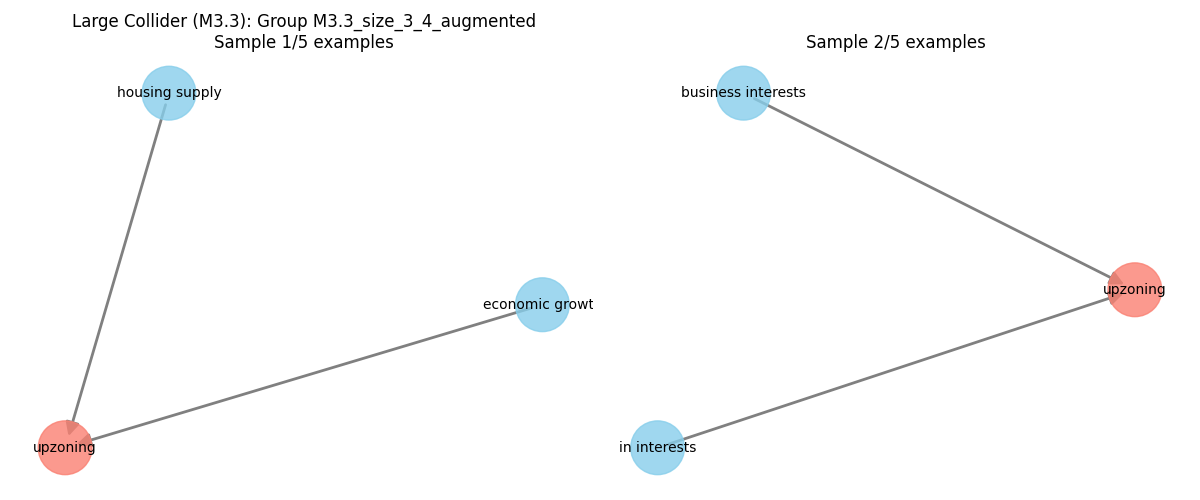 Large Collider (M3.3): Group M3.3_size_3_4_augmented
Sample 1/5 examples
housing supply
economic growt
upzoning
Sample 2/5 examples
business interests
upzoning
in interests